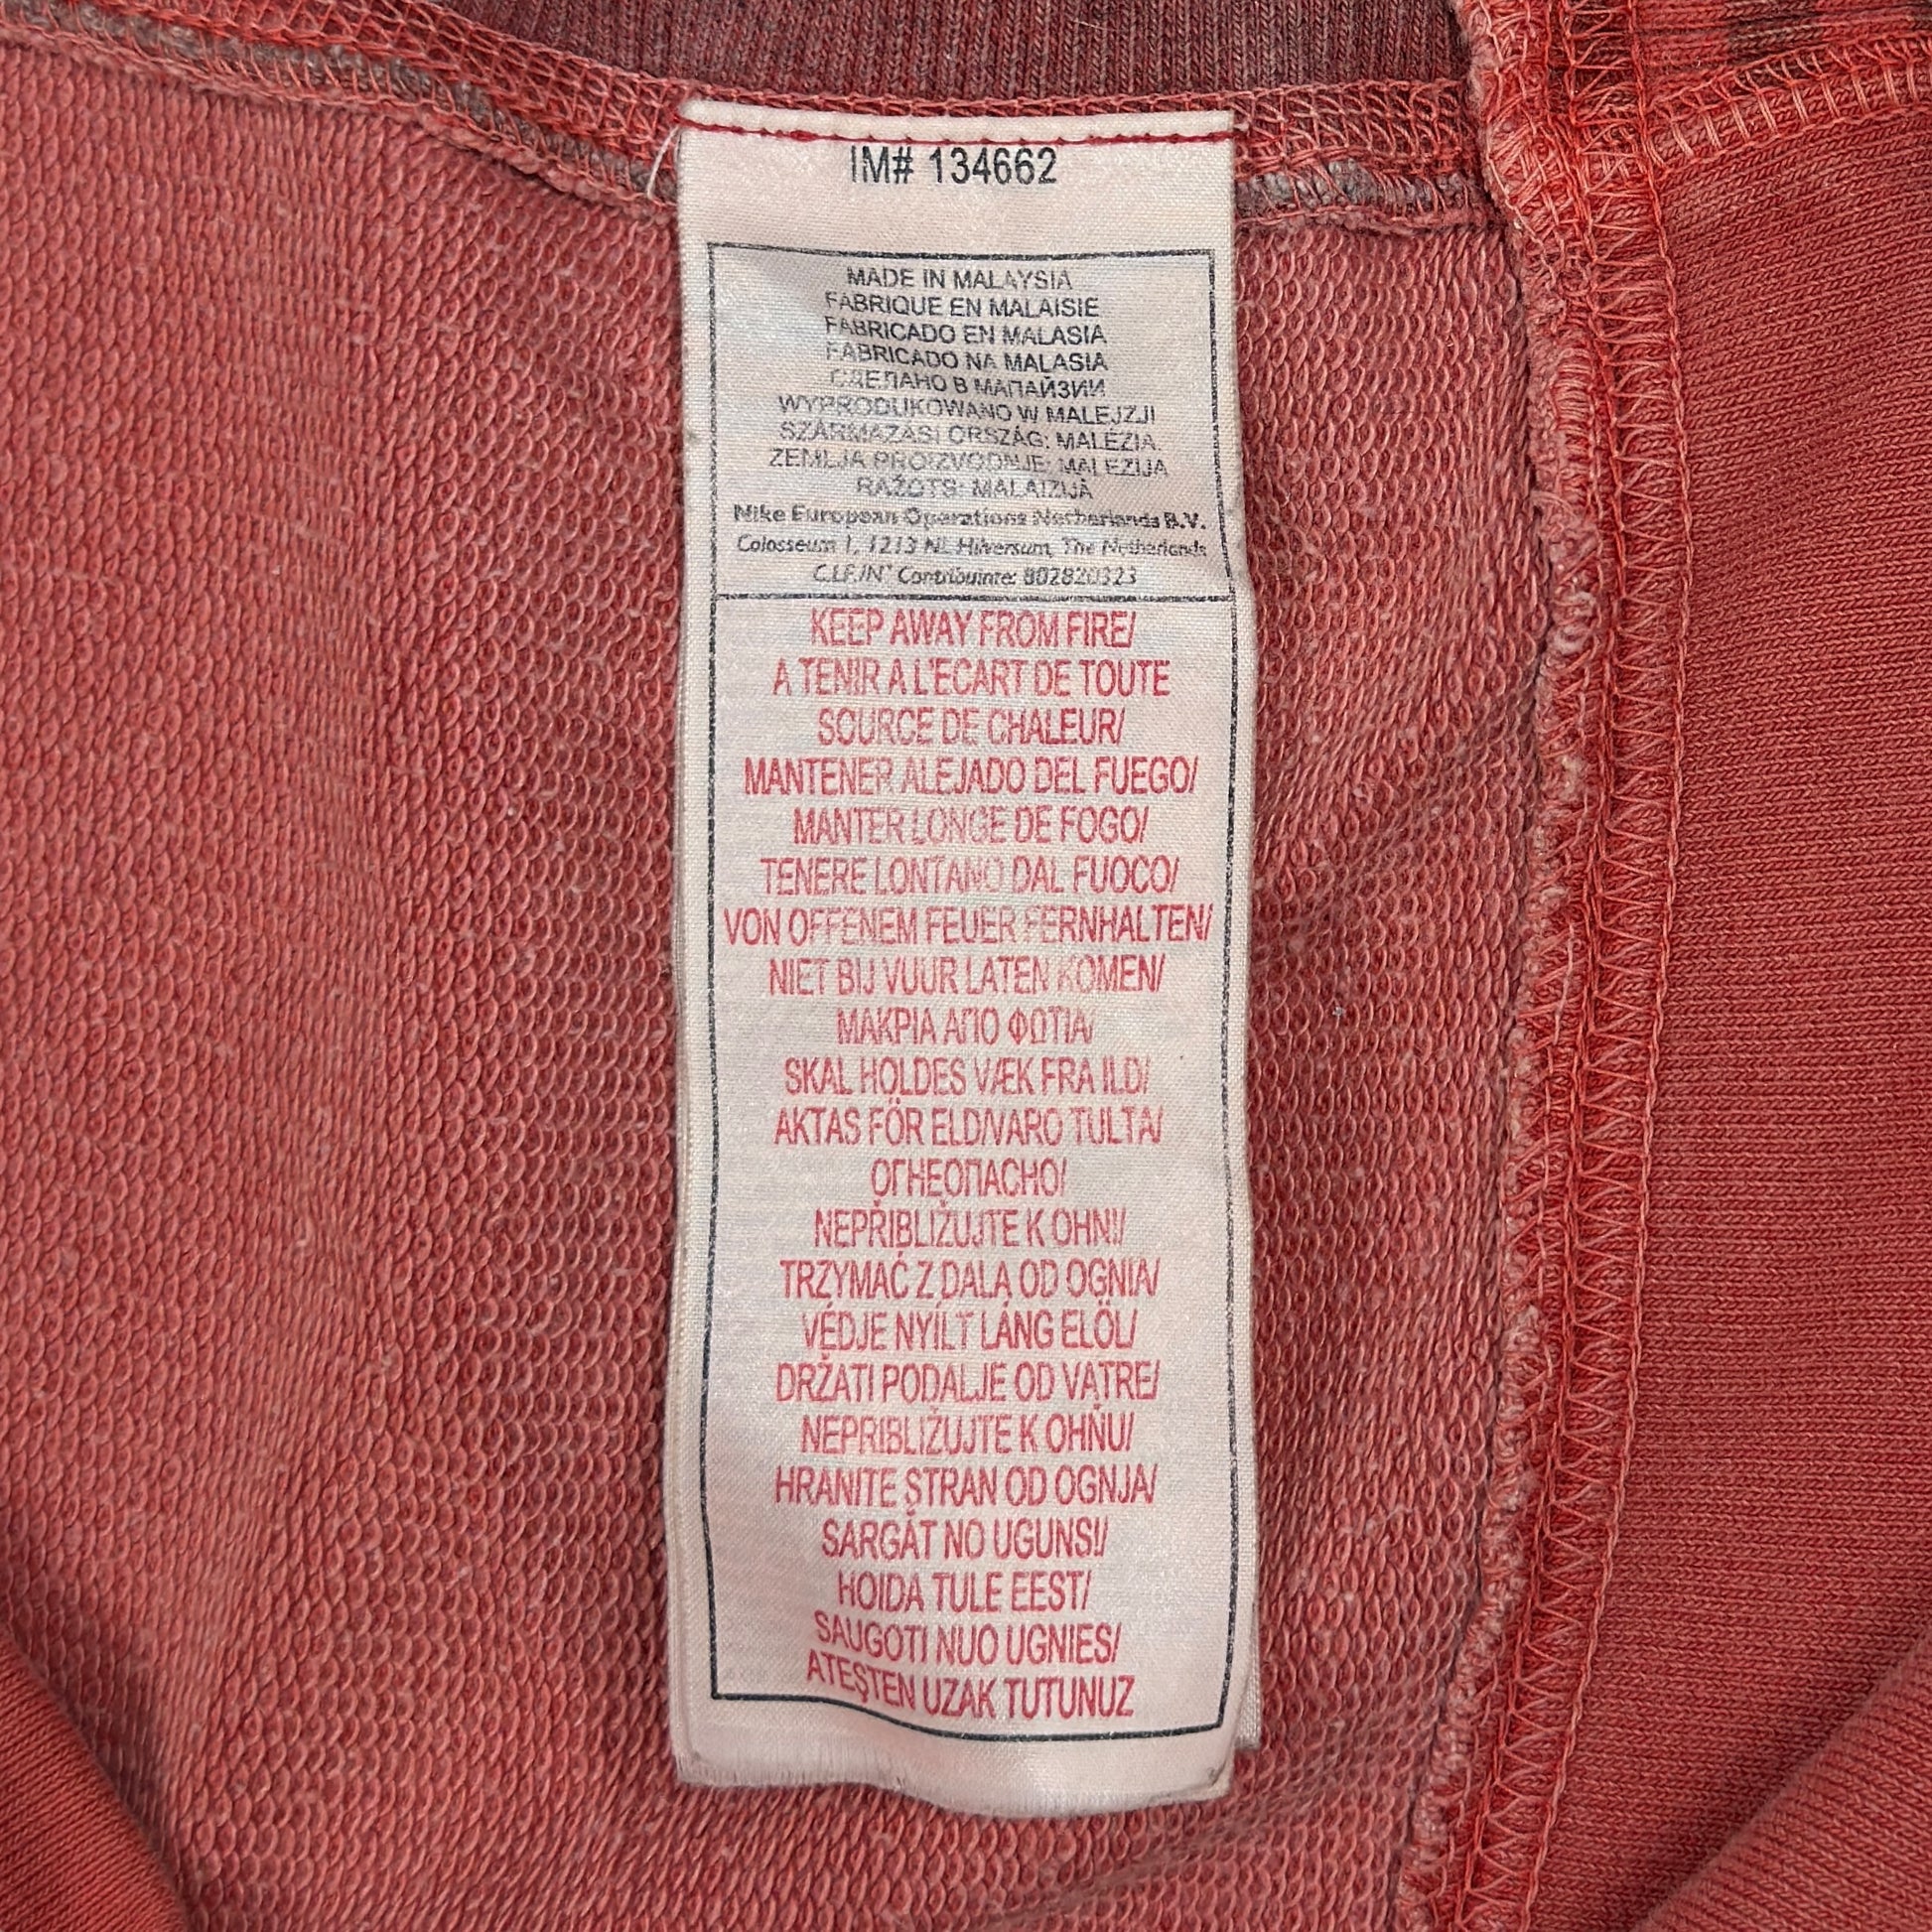 IM# 134662
MADE IN MALAYSIA
FABRIQUE EN MALAISIE
FABRICADO EN MALASIA
FABRICADO NA MALASIA
СДЕЛАНО В МАЛАЙЗИИ
WYPRODUKOWANO W MALEJZJI
SZÁRMAZÁSI ORSZÁG: MALÉZIA
ZEMLJA PROIZVODNJE: MALEZIJA
RAŽOTS: MALAIZIJĀ
Nike European Operations Netherlands B.V.
Colosseum 1, 1213 NL Hilversum, The Netherlands
C.I.F./N° Contribuinte: 802820323
KEEP AWAY FROM FIRE/
A TENIR A L'ECART DE TOUTE
SOURCE DE CHALEUR/
MANTENER ALEJADO DEL FUEGO/
MANTER LONGE DE FOGO/
TENERE LONTANO DAL FUOCO/
VON OFFENEM FEUER FERNHALTEN/
NIET BIJ VUUR LATEN KOMEN/
ΜΑΚΡΙΑ ΑΠΟ ΦΩΤΙΑ/
SKAL HOLDES VÆK FRA ILD/
AKTAS FÖR ELD/VARO TULTA/
ОГНЕОПАСНО/
NEPŘIBLIŽUJTE K OHNI/
TRZYMAĆ Z DALA OD OGNIA/
VÉDJE NYÍLT LÁNG ELŐL/
DRŽATI PODALJE OD VATRE/
NEPRIBLIŽUJTE K OHŇU/
HRANITE STRAN OD OGNJA/
SARGĀT NO UGUNS!/
HOIDA TULE EEST/
SAUGOTI NUO UGNIES/
ATEŞTEN UZAK TUTUNUZ